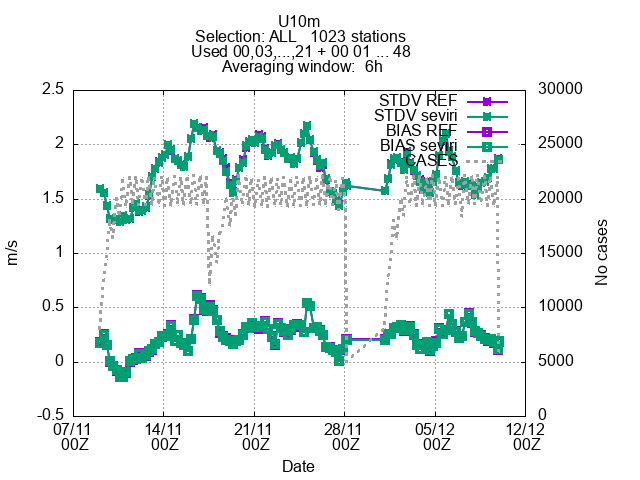 U10m
Selection: ALL   1023 stations
Used 00,03,...,21 + 00 01 ... 48
Averaging window:  6h
2.5
2
1.5
1
0.5
0
-0.5
m/s
30000
25000
20000
15000
10000
5000
0
No cases
STDV REF
STDV seviri
BIAS REF
BIAS seviri
CASES
07/11 14/11 21/11 28/11 05/12 12/12
00Z 00Z 00Z 00Z 00Z 00Z
Date